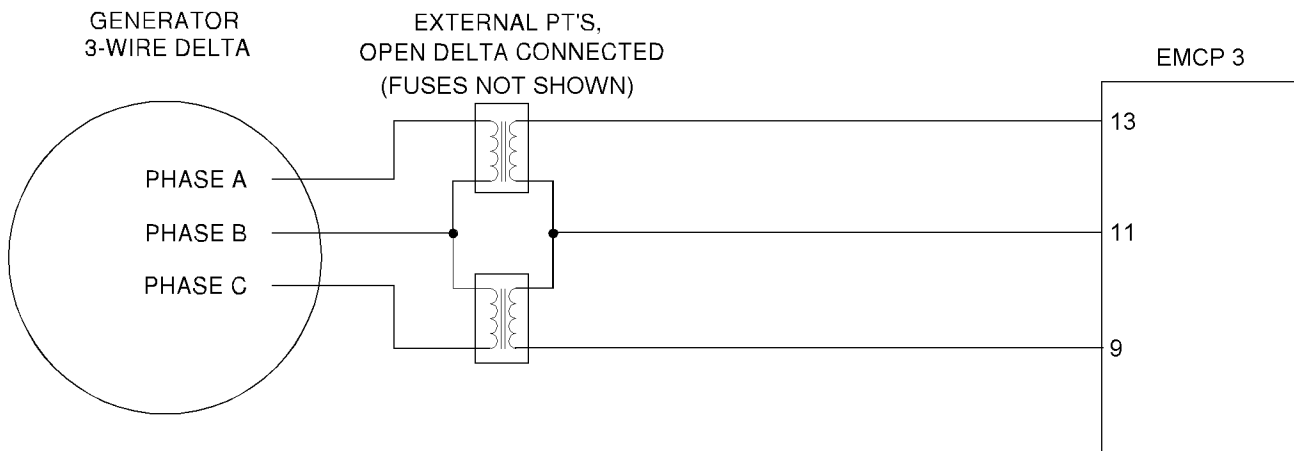 GENERATOR
3-WIRE DELTA
EXTERNAL PT'S,
OPEN DELTA CONNECTED
(FUSES NOT SHOWN)
EMCP 3
PHASE A
PHASE B
PHASE C
13
11
9